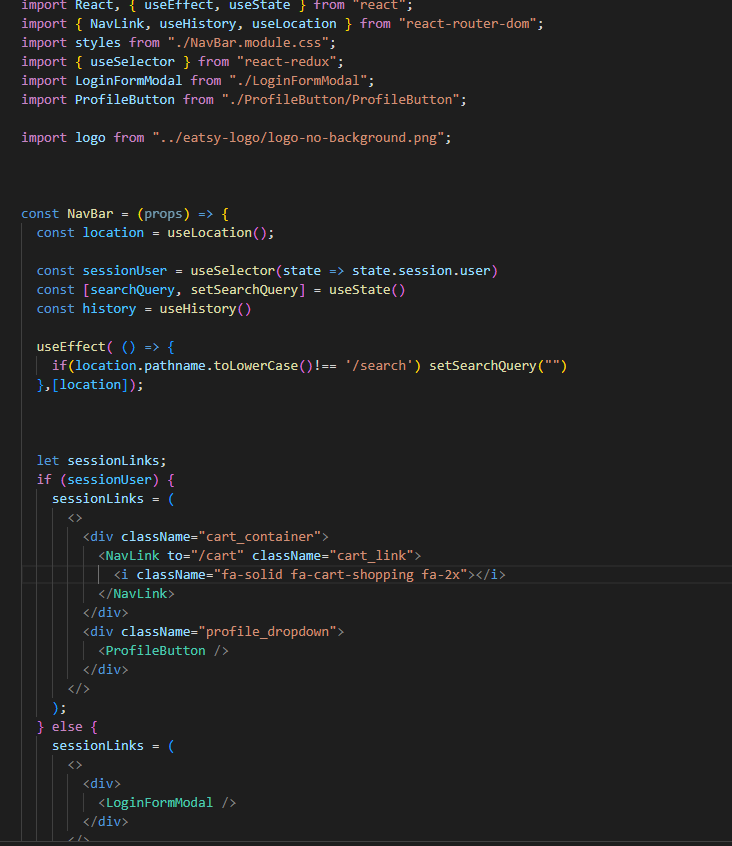 import React, { useEffect, useState } from "react";
import { NavLink, useHistory, useLocation } from "react-router-dom";
import styles from "./NavBar.module.css";
import { useSelector } from "react-redux";
import LoginFormModal from "./LoginFormModal";
import ProfileButton from "./ProfileButton/ProfileButton";
import logo from "../eatsy-logo/logo-no-background.png";
const NavBar = (props) => {
const location = useLocation();
const sessionUser = useSelector(state => state.session.user)
const [searchQuery, setSearchQuery] = useState()
const history = useHistory()
useEffect( () => {
if(location.pathname.toLowerCase()!== '/search') setSearchQuery("")
},[location]);
let sessionLinks;
if (sessionUser) {
sessionLinks = (
<>
<div className="cart_container">
<NavLink to="/cart" className="cart_link">
<i className="fa-solid fa-cart-shopping fa-2x"></i>
</NavLink>
</div>
<div className="profile_dropdown">
<ProfileButton />
</div>
</>
);
} else {
sessionLinks = (
<>
<div>
<LoginFormModal />
</div>
</>